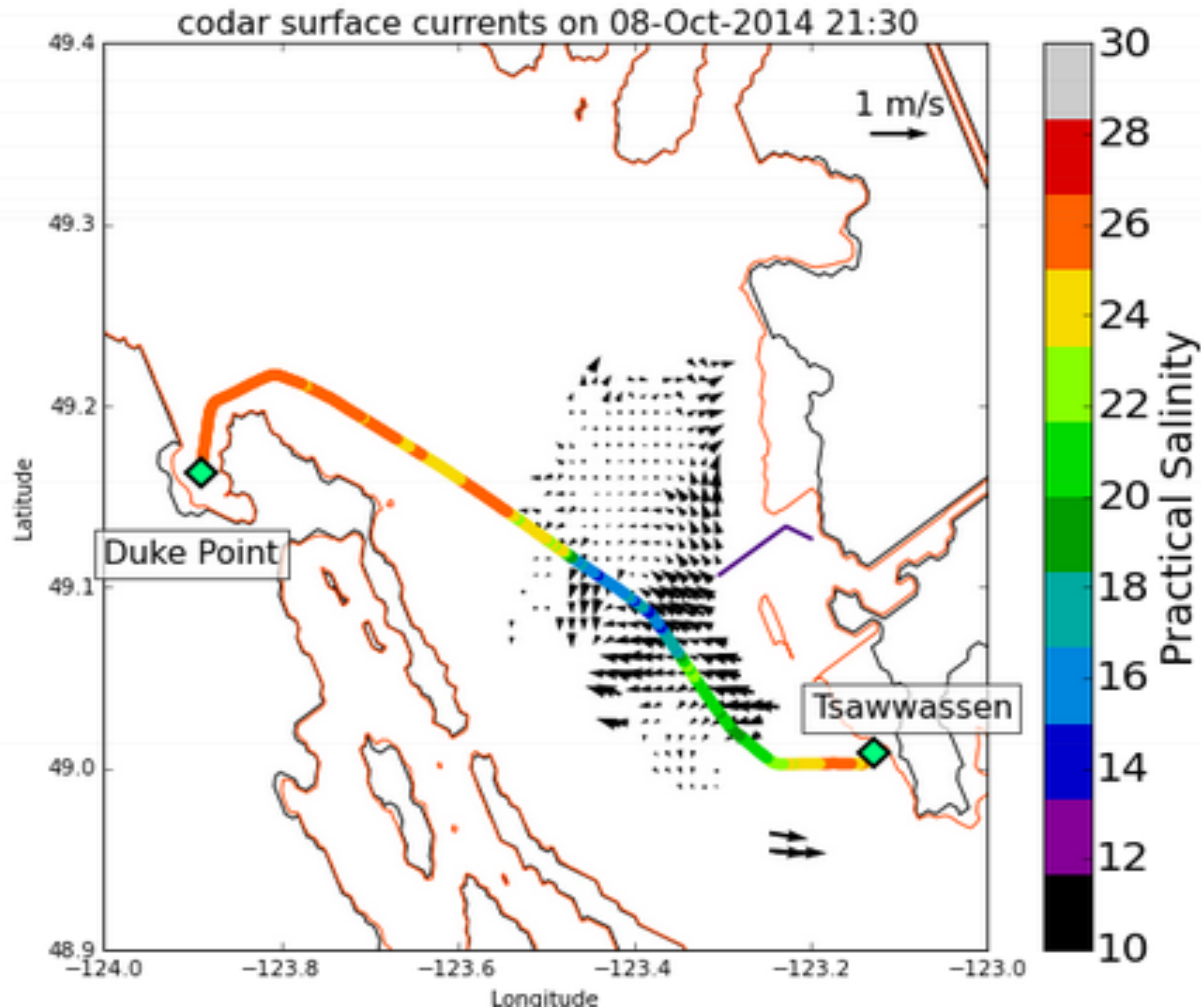 codar surface currents on 08-Oct-2014 21:30
49.4
49.3
49.2
49.1
49.0
48.9
Latitude
1 m/s
Duke Point
Tsawwassen
−124.0 −123.8 −123.6 −123.4 −123.2 −123.0
Longitude
30
28
26
24
22
20
18
16
14
12
10
Practical Salinity